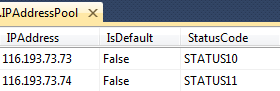 .IPAddressPool
IPAddress IsDefault StatusCode
116.193.73.73 False STATUS10
116.193.73.74 False STATUS11